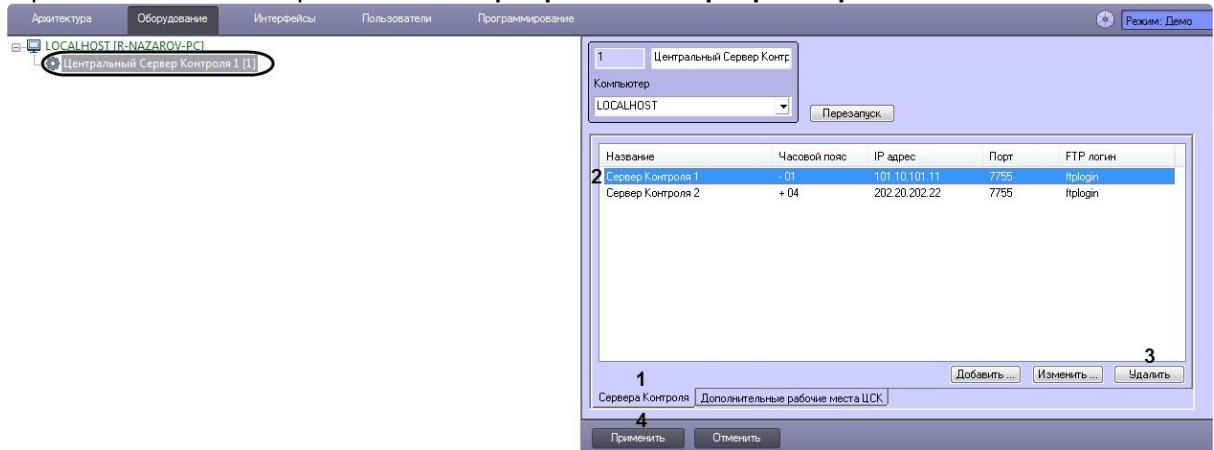 Архитектура Оборудование Интерфейсы Пользователи Программирование Режим: Демо
LOCALHOST [R-NAZAROV-PC]
Центральный Сервер Контроля 1 [1]
1 Центральный Сервер Контр
Компьютер
LOCALHOST
Перезапуск
Название Часовой пояс IP адрес Порт FTP логин
2 Сервер Контроля 1 - 01 101.10.101.11 7755 ftplogin
Сервер Контроля 2 + 04 202.20.202.22 7755 ftplogin
3
Добавить ... Изменить ... Удалить
1
Сервера Контроля Дополнительные рабочие места ЦСК
4
Применить Отменить